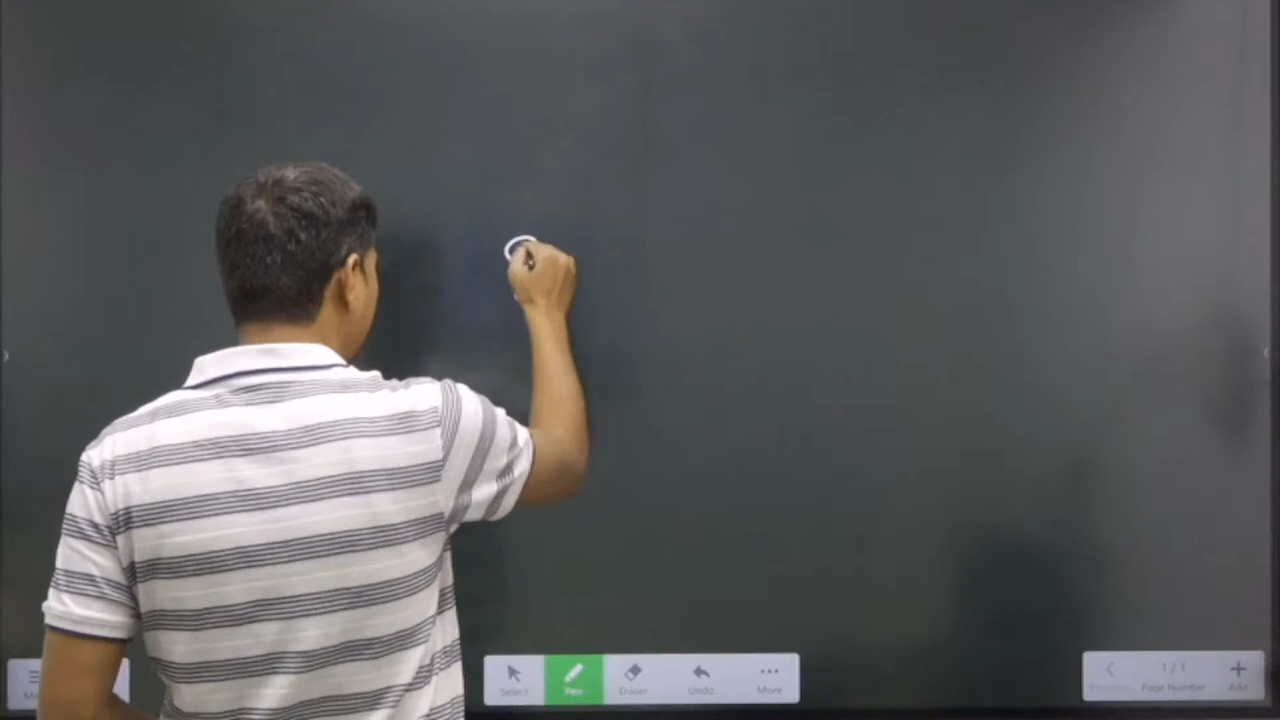 Select
Pen
Eraser
Undo
More
1 / 1
Page Number
Add